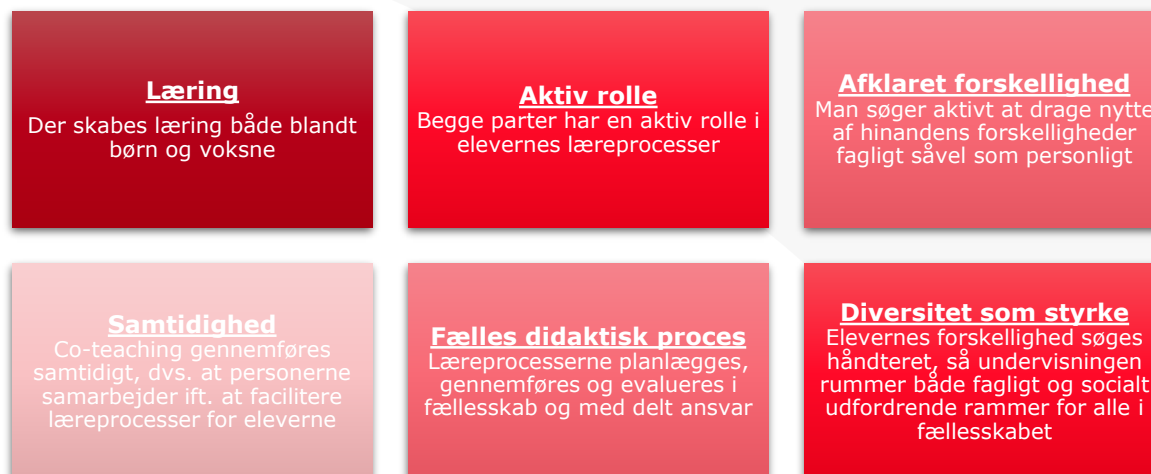 Læring
Der skabes læring både blandt
børn og voksne
Aktiv rolle
Begge parter har en aktiv rolle i
elevernes læreprocesser
Afklaret forskellighed
Man søger aktivt at drage nytte
af hinandens forskelligheder
fagligt såvel som personligt
Samtidighed
Co-teaching gennemføres
samtidigt, dvs. at personerne
samarbejder ift. at facilitere
læreprocesser for eleverne
Fælles didaktisk proces
Læreprocesserne planlægges,
gennemføres og evalueres i
fællesskab og med delt ansvar
Diversitet som styrke
Elevernes forskellighed søges
håndteret, så undervisningen
rummer både fagligt og socialt
udfordrende rammer for alle i
fællesskabet